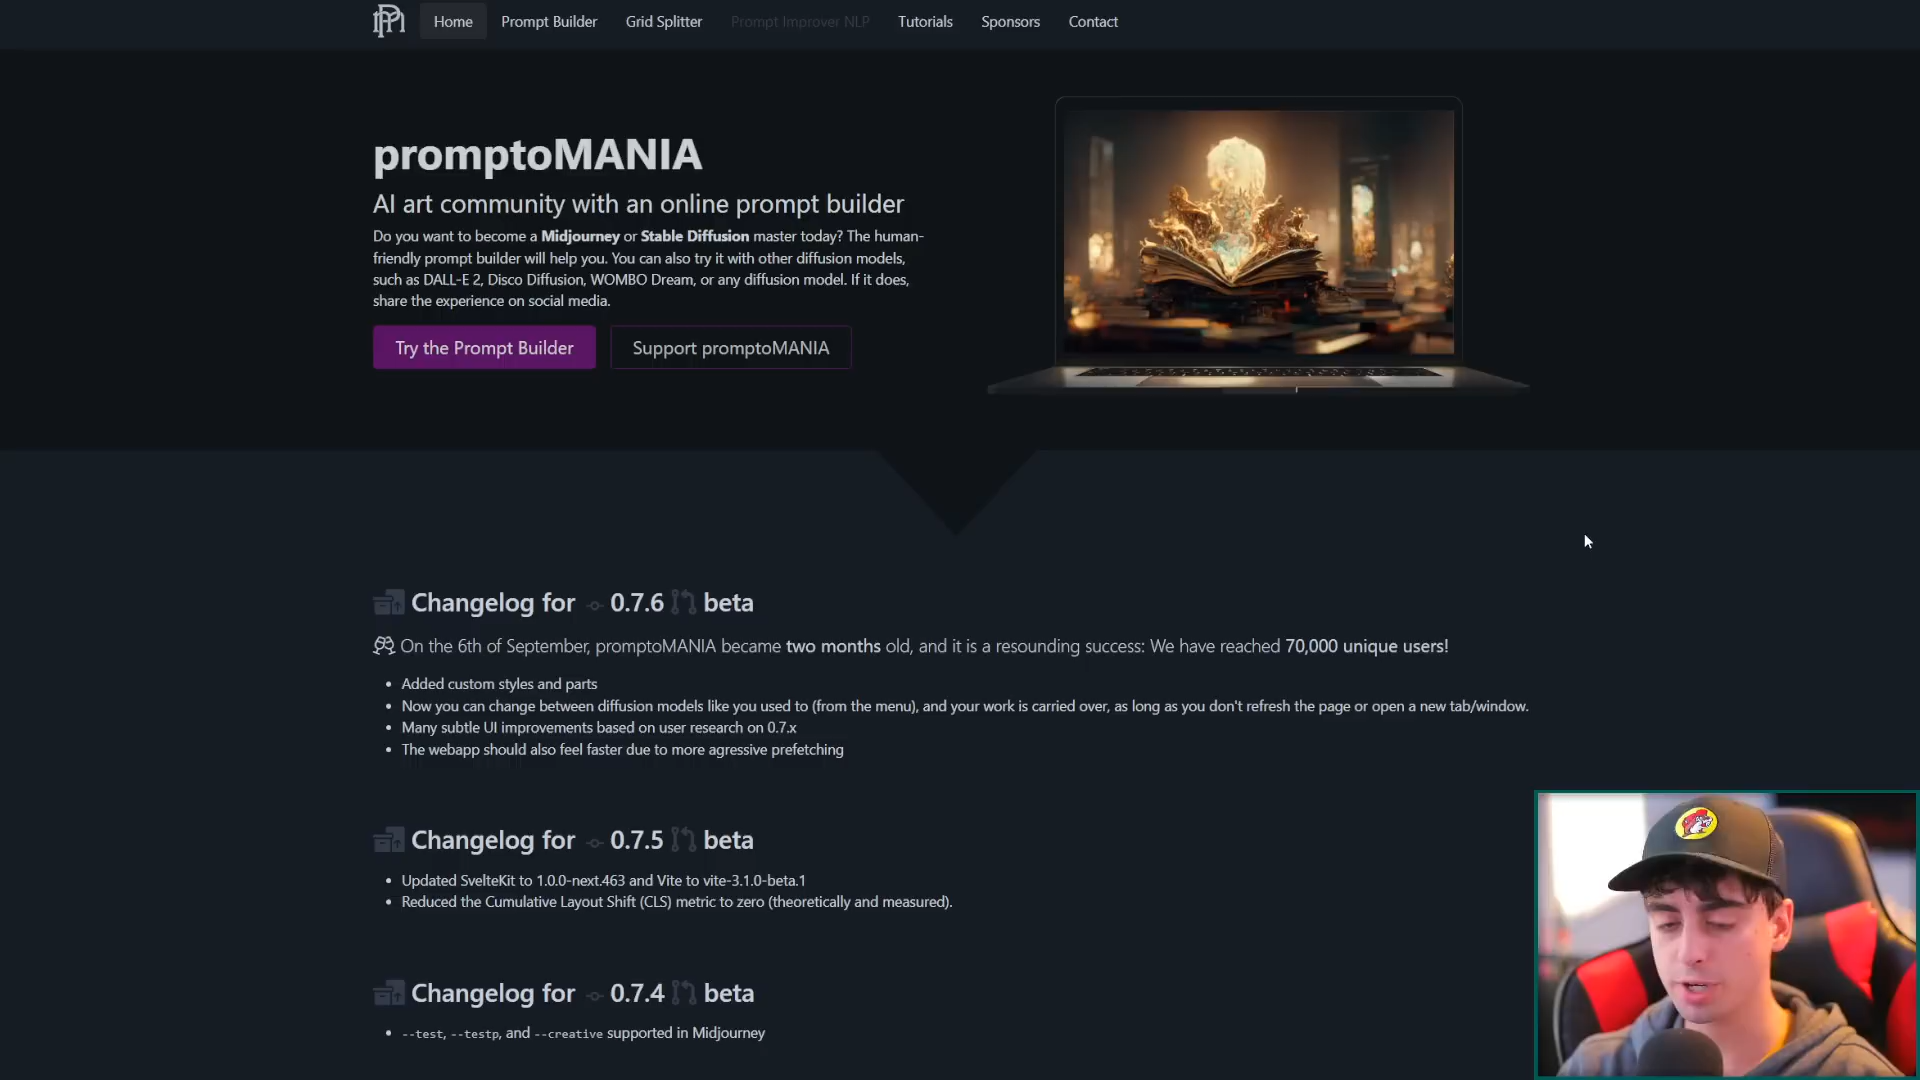 Home Prompt Builder Grid Splitter Prompt Improver NLP Tutorials Sponsors Contact
promptoMANIA
AI art community with an online prompt builder
Do you want to become a Midjourney or Stable Diffusion master today? The human-
friendly prompt builder will help you. You can also try it with other diffusion models,
such as DALL-E 2, Disco Diffusion, WOMBO Dream, or any diffusion model. If it does,
share the experience on social media.
Try the Prompt Builder Support promptoMANIA
Changelog for 0.7.6 beta
On the 6th of September, promptoMANIA became two months old, and it is a resounding success: We have reached 70,000 unique users!
• Added custom styles and parts
• Now you can change between diffusion models like you used to (from the menu), and your work is carried over, as long as you don't refresh the page or open a new tab/window.
• Many subtle UI improvements based on user research on 0.7.x
• The webapp should also feel faster due to more agressive prefetching
Changelog for 0.7.5 beta
• Updated SvelteKit to 1.0.0-next.463 and Vite to vite-3.1.0-beta.1
• Reduced the Cumulative Layout Shift (CLS) metric to zero (theoretically and measured).
Changelog for 0.7.4 beta
• --test, --testp, and --creative supported in Midjourney